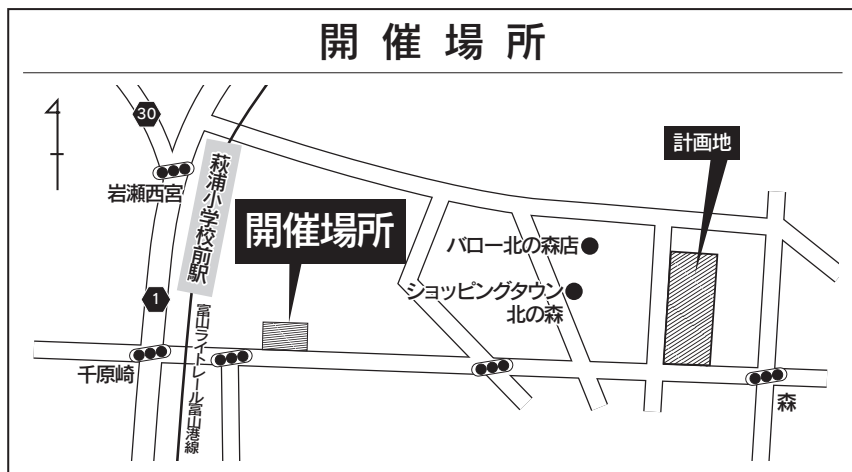 開催場所
30
計画地
岩瀬西宮
萩浦小学校前駅
開催場所
バロー北の森店
ショッピングタウン
北の森
1
富山ライトレール富山港線
千原崎
森